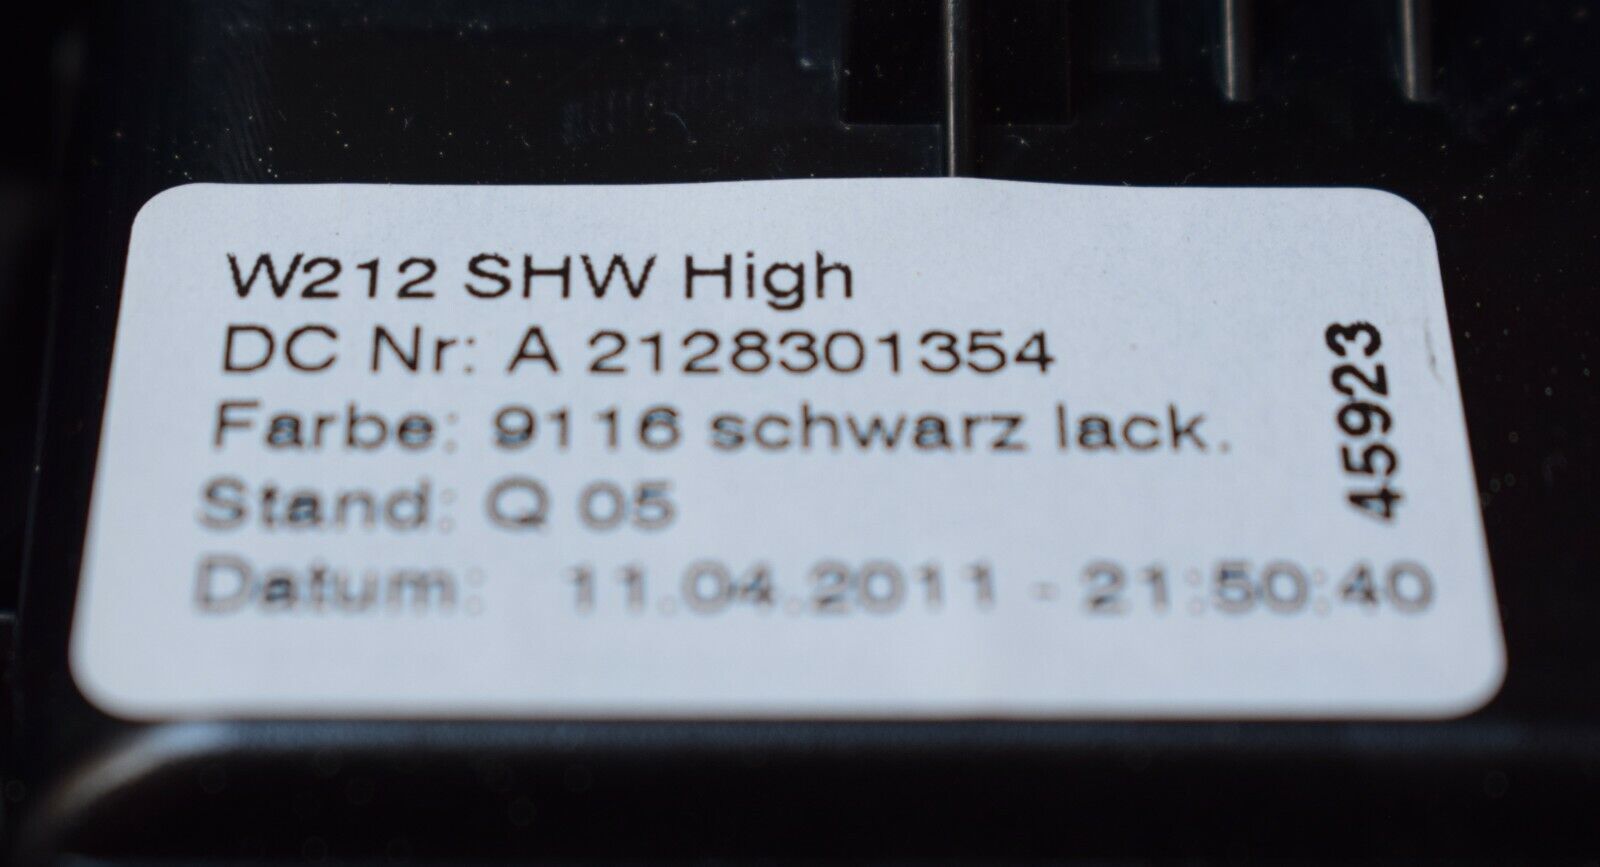 W212 SHW High
DC Nr: A 2128301354
Farbe: 9116 schwarz lack.
Stand: Q 05
Datum: 11.04.2011 - 21:50:40
45923